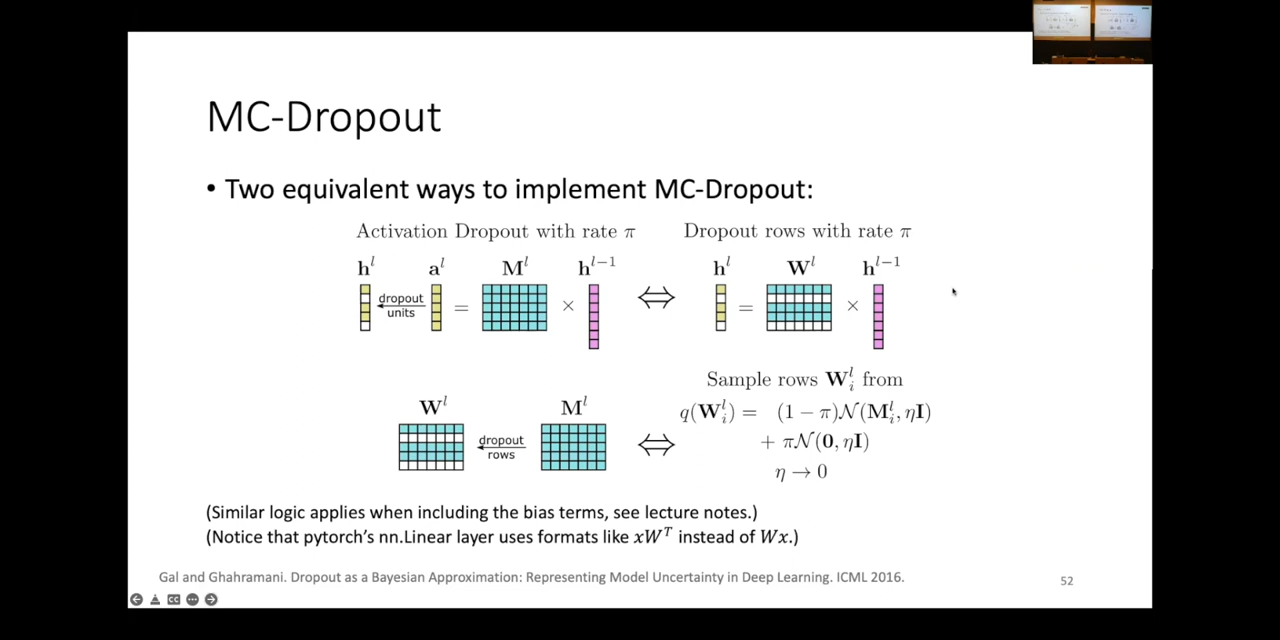 MC-Dropout
• Two equivalent ways to implement MC-Dropout:
Activation Dropout with rate π
Dropout rows with rate π
h^l a^l M^l h^{l−1}
dropout
units
= ×
⇔
h^l W^l h^{l−1}
= ×
W^l M^l
dropout
rows
⇔
Sample rows W_i^l from
q(W_i^l) = (1 − π)N(M_i^l, ηI)
+ πN(0, ηI)
η → 0
(Similar logic applies when including the bias terms, see lecture notes.)
(Notice that pytorch's nn.Linear layer uses formats like xW^T instead of Wx.)
Gal and Ghahramani. Dropout as a Bayesian Approximation: Representing Model Uncertainty in Deep Learning. ICML 2016.
52
CC